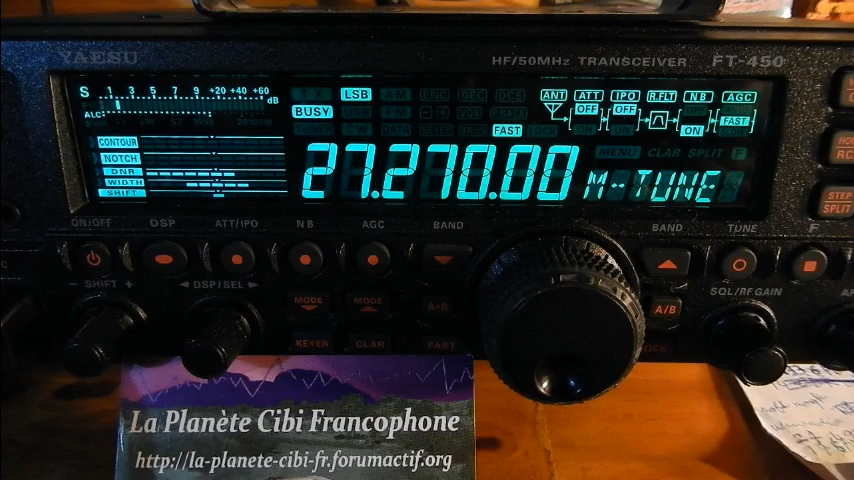 YAESU
HF/50MHz TRANSCEIVER FT-450
S 1 3 5 7 9 +20 +40 +60 dB
ALC
LSB
BUSY
FAST
ANT ATT IPO R.FLT NB AGC
OFF OFF
ON FAST
CONTOUR
NOTCH
DNR
WIDTH
SHIFT
27.270.00
M-TUNE
MENU CLAR SPLIT F
ON/OFF DSP ATT/IPO NB AGC BAND
BAND TUNE F
STEP
SPLIT
- SHIFT + ◄ DSP/SEL ►
MODE MODE A▸B
A/B
SQL/RF GAIN
KEYER CLAR FAST
LOCK
La Planète Cibi Francophone
http://la-planete-cibi-fr.forumactif.org